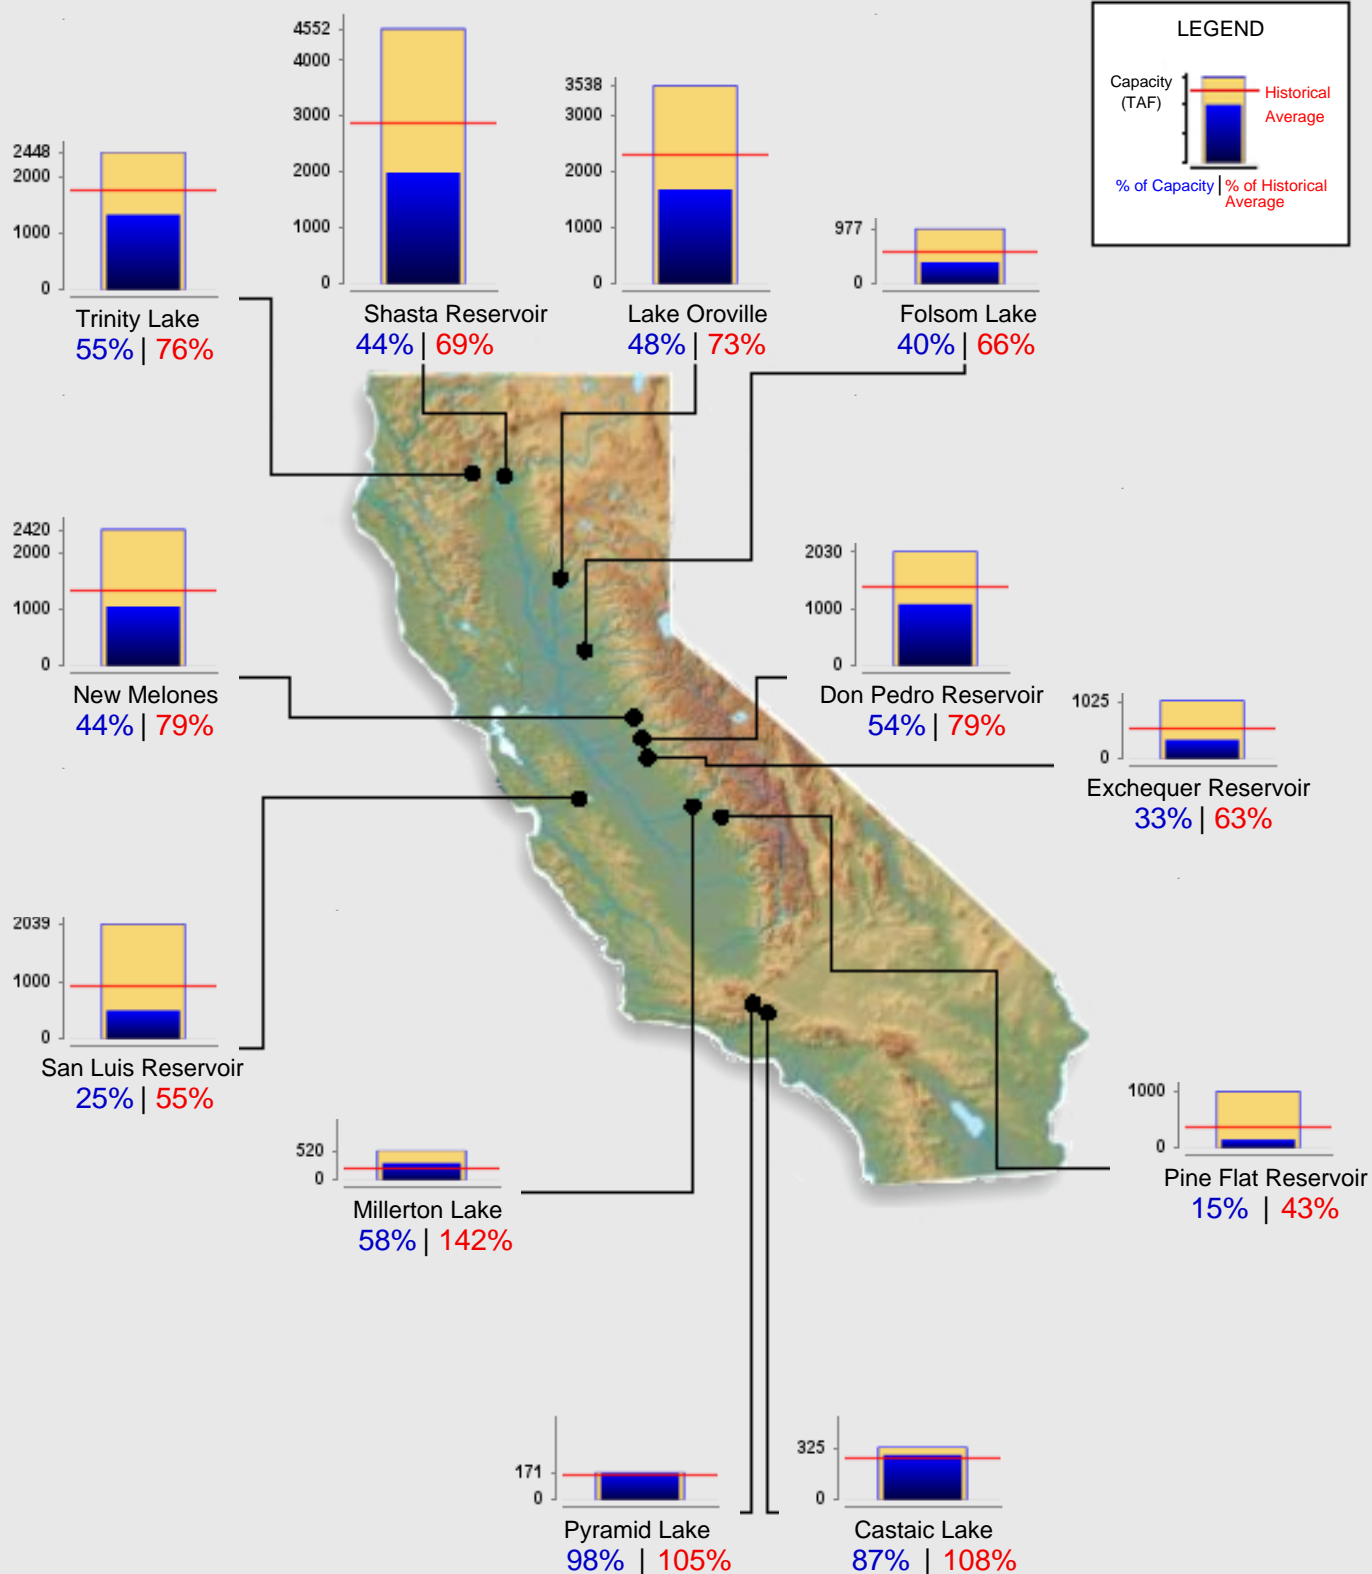 LEGEND
Capacity
(TAF)
Historical
Average
% of Capacity | % of Historical
Average
4552
4000
3000
2000
1000
0
Shasta Reservoir
44% | 69%
3538
3000
2000
1000
0
Lake Oroville
48% | 73%
2448
2000
1000
0
Trinity Lake
55% | 76%
977
0
Folsom Lake
40% | 66%
2420
2000
1000
0
New Melones
44% | 79%
2030
1000
0
Don Pedro Reservoir
54% | 79%
1025
0
Exchequer Reservoir
33% | 63%
2039
1000
0
San Luis Reservoir
25% | 55%
520
0
Millerton Lake
58% | 142%
1000
0
Pine Flat Reservoir
15% | 43%
171
0
Pyramid Lake
98% | 105%
325
0
Castaic Lake
87% | 108%